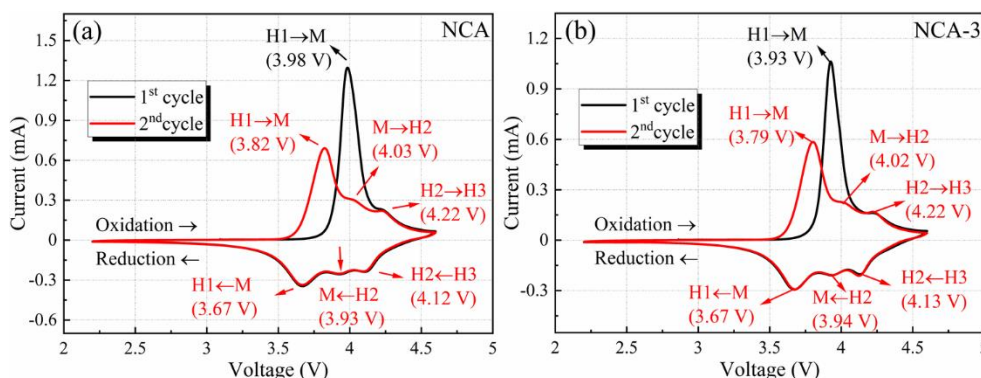 (a)
NCA
H1→M
(3.98 V)
1st cycle
2nd cycle
H1→M
(3.82 V)
M→H2
(4.03 V)
H2→H3
(4.22 V)
Oxidation →
Reduction ←
H1←M
(3.67 V)
M←H2
(3.93 V)
H2←H3
(4.12 V)
1.5
1.2
0.9
0.6
0.3
0
-0.3
-0.6
Current (mA)
2 2.5 3 3.5 4 4.5 5
Voltage (V)
(b)
NCA-3
H1→M
(3.93 V)
1st cycle
2nd cycle
H1→M
(3.79 V)
M→H2
(4.02 V)
H2→H3
(4.22 V)
Oxidation →
Reduction ←
H1←M
(3.67 V)
M←H2
(3.94 V)
H2←H3
(4.13 V)
1.2
0.9
0.6
0.3
0
-0.3
Current (mA)
2 2.5 3 3.5 4 4.5 5
Voltage (V)